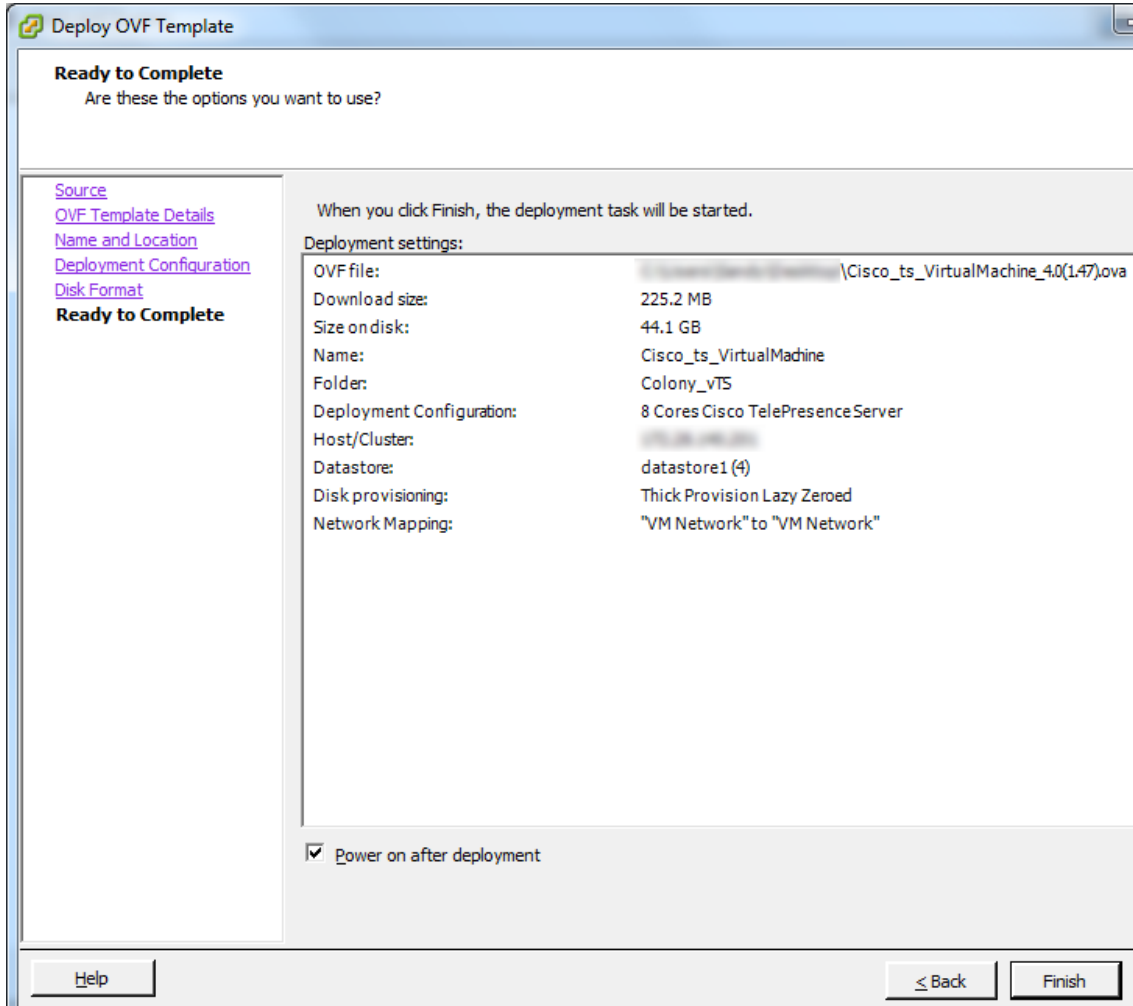 Deploy OVF Template
Ready to Complete
Are these the options you want to use?
Source
OVF Template Details
Name and Location
Deployment Configuration
Disk Format
Ready to Complete
When you click Finish, the deployment task will be started.
Deployment settings:
OVF file: \Cisco_ts_VirtualMachine_4.0(1.47).ova
Download size: 225.2 MB
Size on disk: 44.1 GB
Name: Cisco_ts_VirtualMachine
Folder: Colony_vTS
Deployment Configuration: 8 Cores Cisco TelePresence Server
Host/Cluster:
Datastore: datastore1 (4)
Disk provisioning: Thick Provision Lazy Zeroed
Network Mapping: "VM Network" to "VM Network"
Power on after deployment
Help
< Back
Finish